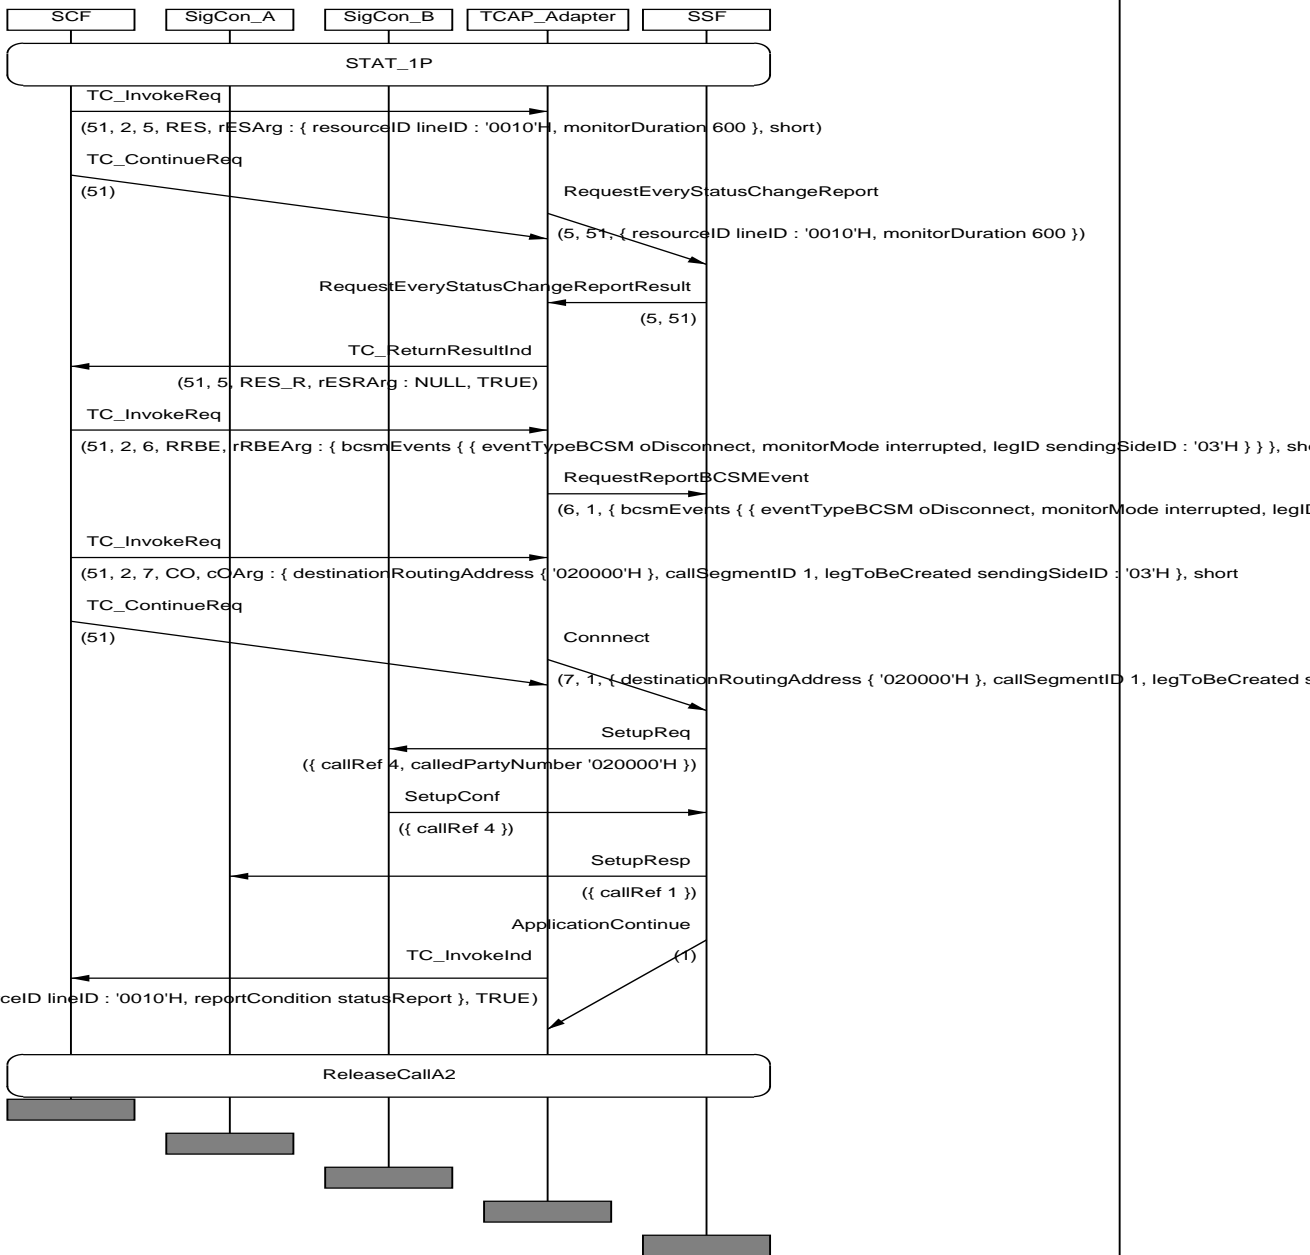 SCF SigCon_A SigCon_B TCAP_Adapter SSF
STAT_1P
TC_InvokeReq
(51, 2, 5, RES, rESArg : { resourceID lineID : '0010'H, monitorDuration 600 }, short)
TC_ContinueReq
(51)
RequestEveryStatusChangeReport
(5, 51, { resourceID lineID : '0010'H, monitorDuration 600 })
RequestEveryStatusChangeReportResult
(5, 51)
TC_ReturnResultInd
(51, 5, RES_R, rESRArg : NULL, TRUE)
TC_InvokeReq
(51, 2, 6, RRBE, rRBEArg : { bcsmEvents { { eventTypeBCSM oDisconnect, monitorMode interrupted, legID sendingSideID : '03'H } } }, sh
RequestReportBCSMEvent
(6, 1, { bcsmEvents { { eventTypeBCSM oDisconnect, monitorMode interrupted, legID
TC_InvokeReq
(51, 2, 7, CO, cOArg : { destinationRoutingAddress { '020000'H }, callSegmentID 1, legToBeCreated sendingSideID : '03'H }, short
TC_ContinueReq
(51)
Connnect
(7, 1, { destinationRoutingAddress { '020000'H }, callSegmentID 1, legToBeCreated s
SetupReq
({ callRef 4, calledPartyNumber '020000'H })
SetupConf
({ callRef 4 })
SetupResp
({ callRef 1 })
ApplicationContinue
(1)
TC_InvokeInd
ceID lineID : '0010'H, reportCondition statusReport }, TRUE)
ReleaseCallA2